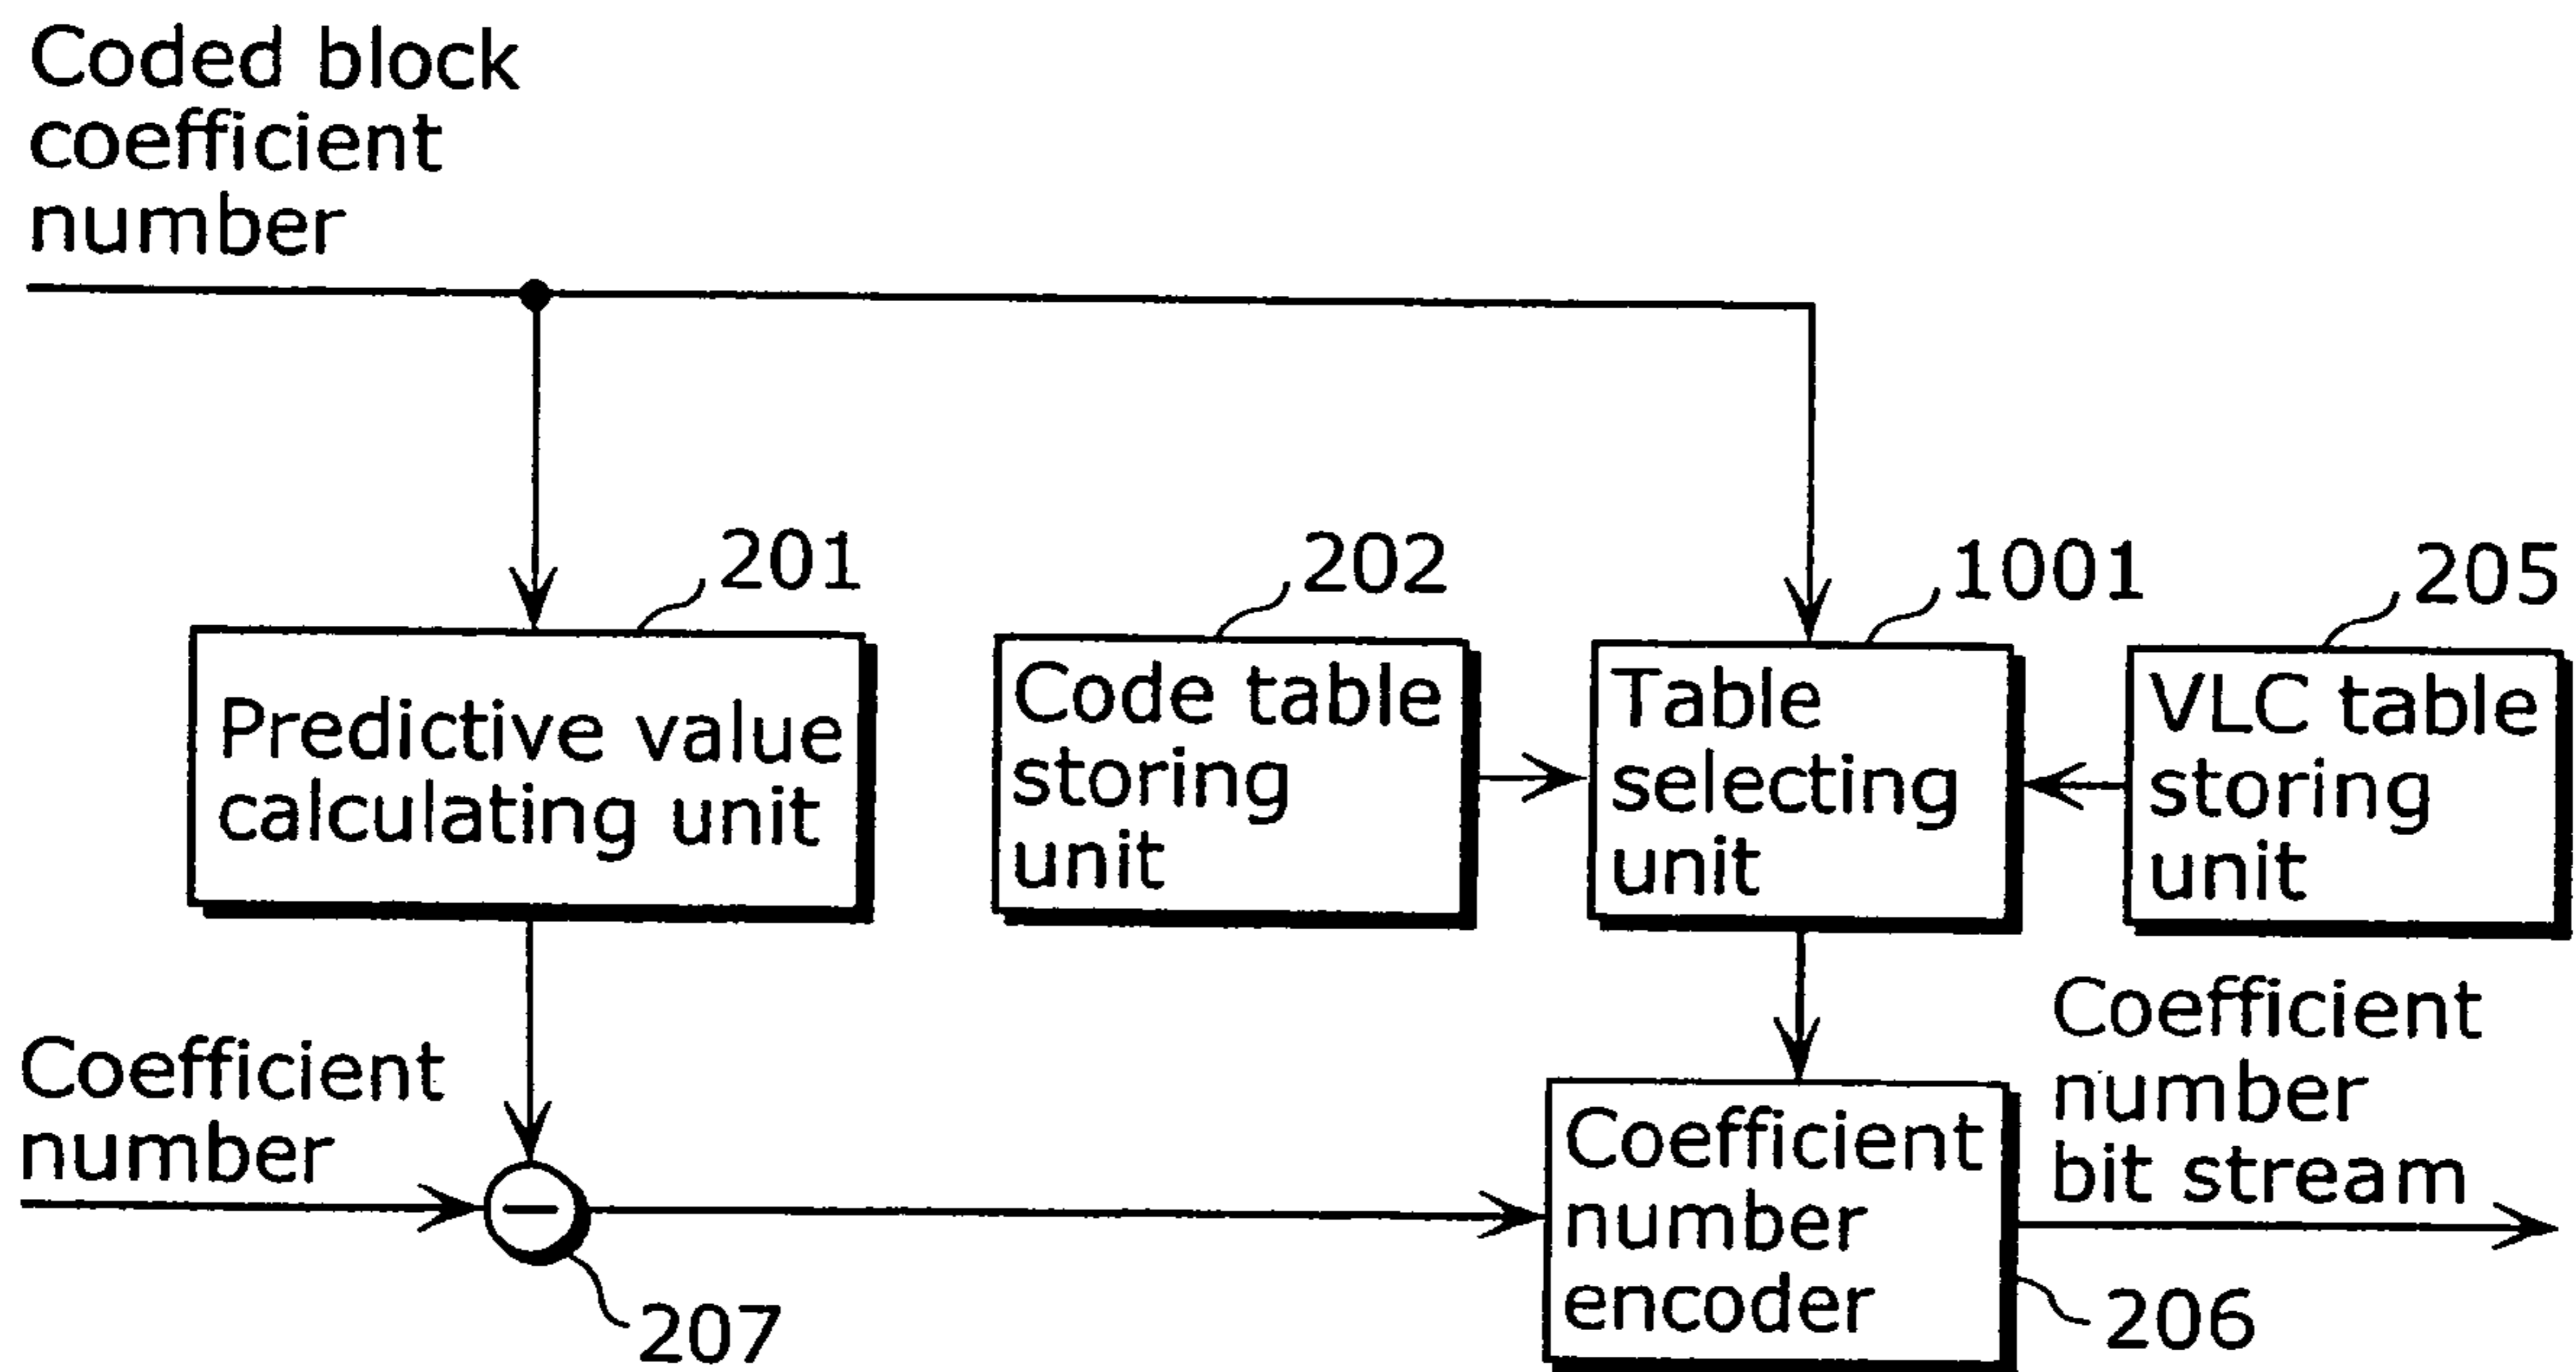 Coded block
coefficient
number
201
202
1001
205
Predictive value
calculating unit
Code table
storing
unit
Table
selecting
unit
VLC table
storing
unit
Coefficient
number
207
Coefficient
number
encoder
206
Coefficient
number
bit stream